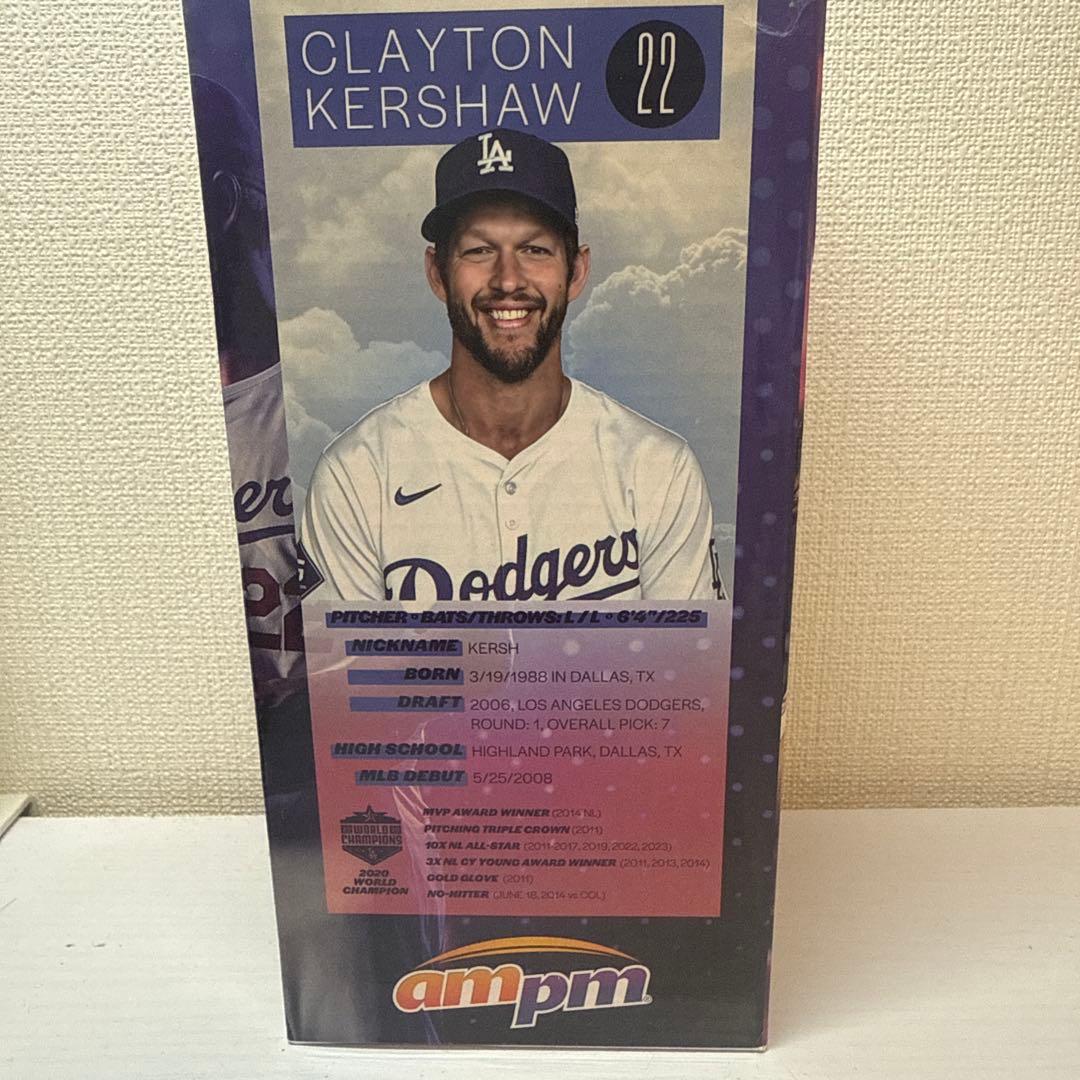 CLAYTON
KERSHAW
22
LA
er
Dodgers
PITCHER • BATS/THROWS: L / L • 6'4"/225
NICKNAME KERSH
BORN 3/19/1988 IN DALLAS, TX
DRAFT 2006, LOS ANGELES DODGERS,
ROUND: 1, OVERALL PICK: 7
HIGH SCHOOL HIGHLAND PARK, DALLAS, TX
MLB DEBUT 5/25/2008
WORLD
CHAMPIONS
2020
WORLD
CHAMPION
MVP AWARD WINNER (2014 NL)
PITCHING TRIPLE CROWN (2011)
10X NL ALL-STAR (2011-2017, 2019, 2022, 2023)
3X NL CY YOUNG AWARD WINNER (2011, 2013, 2014)
GOLD GLOVE (2011)
NO-HITTER (JUNE 18, 2014 vs COL)
ampm